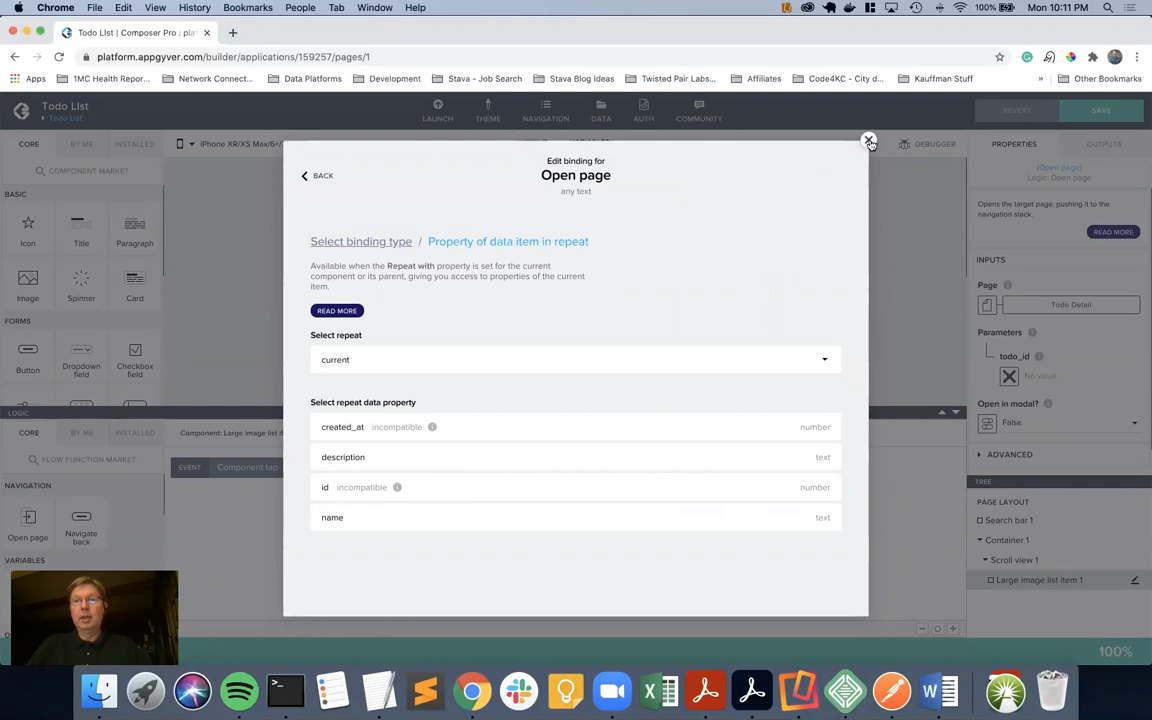 Chrome File Edit View History Bookmarks People Tab Window Help 100% Mon 10:11 PM
Todo LIst | Composer Pro : pla
platform.appgyver.com/builder/applications/159257/pages/1
Apps 1MC Health Repor... Network Connect... Data Platforms Development Stava - Job Search Stava Blog Ideas Twisted Pair Labs... Affiliates Code4KC - City d... Kauffman Stuff » Other Bookmarks
Todo LIst
Todo List.
LAUNCH THEME NAVIGATION DATA AUTH COMMUNITY REVERT SAVE
CORE BY ME INSTALLED iPhone XR/XS Max/6+/ DEBUGGER PROPERTIES OUTPUTS
COMPONENT MARKET
BASIC
Icon Title Paragraph
Image Spinner Card
FORMS
Button Dropdown field Checkbox field
LOGIC
CORE BY ME INSTALLED Component: Large image list i
FLOW FUNCTION MARKET
EVENT Component tap
NAVIGATION
Open page Navigate back
VARIABLES
Edit binding for
BACK Open page
any text
Select binding type / Property of data item in repeat
Available when the Repeat with property is set for the current
component or its parent, giving you access to properties of the current
item.
READ MORE
Select repeat
current
Select repeat data property
created_at incompatible number
description text
id incompatible number
name text
(Open page)
Logic: Open page
Opens the target page, pushing it to the
navigation stack.
READ MORE
INPUTS
Page
Todo Detail
Parameters
todo_id
No value
Open in modal?
False
ADVANCED
TREE
PAGE LAYOUT
Search bar 1
Container 1
Scroll view 1
Large image list item 1
100%